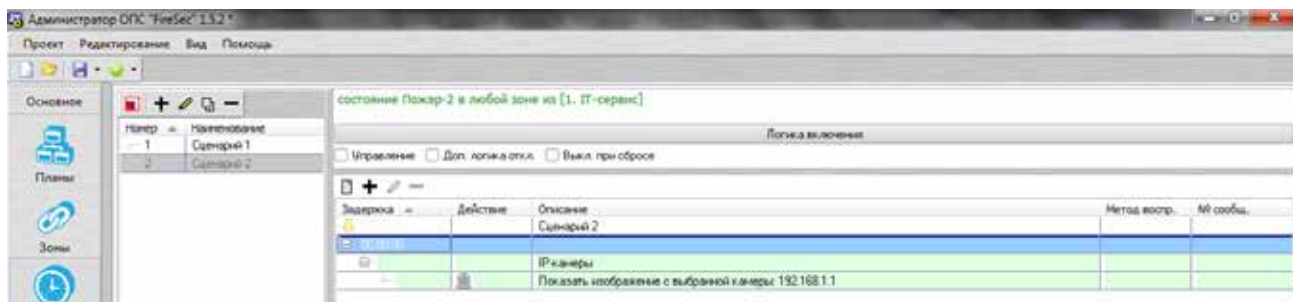 Администратор ОПС "FireSec" 1.5.2 *
Проект Редактирование Вид Помощь
Основное
состояние Пожар-2 в любой зоне из [1. IT-сервис]
Номер Наименование
Логика включения
1 Сценарий 1
Управление Доп. логика откл. Выкл. при сбросе
2 Сценарий 2
Планы
Задержка Действие Описание Метод воспр. № сообщ.
Сценарий 2
Зоны
IP камеры
Показать изображение с выбранной камеры: 192.168.1.1